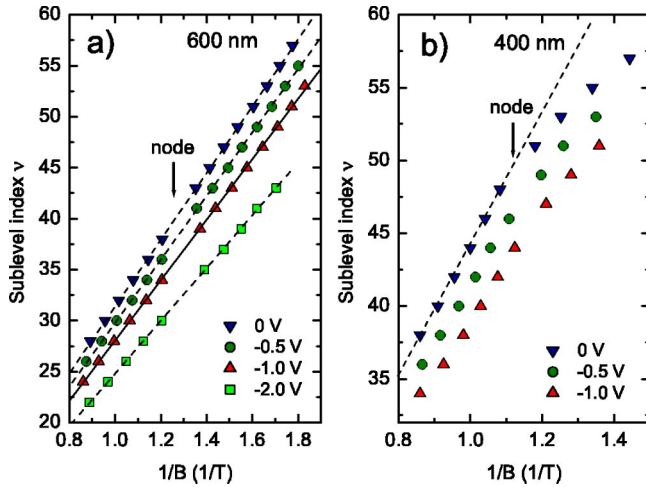 a)
600 nm
node
Sublevel index ν
60
55
50
45
40
35
30
25
20
0 V
-0.5 V
-1.0 V
-2.0 V
0.8 1.0 1.2 1.4 1.6 1.8
1/B (1/T)
b)
400 nm
node
Sublevel index ν
60
55
50
45
40
35
0 V
-0.5 V
-1.0 V
0.8 1.0 1.2 1.4
1/B (1/T)